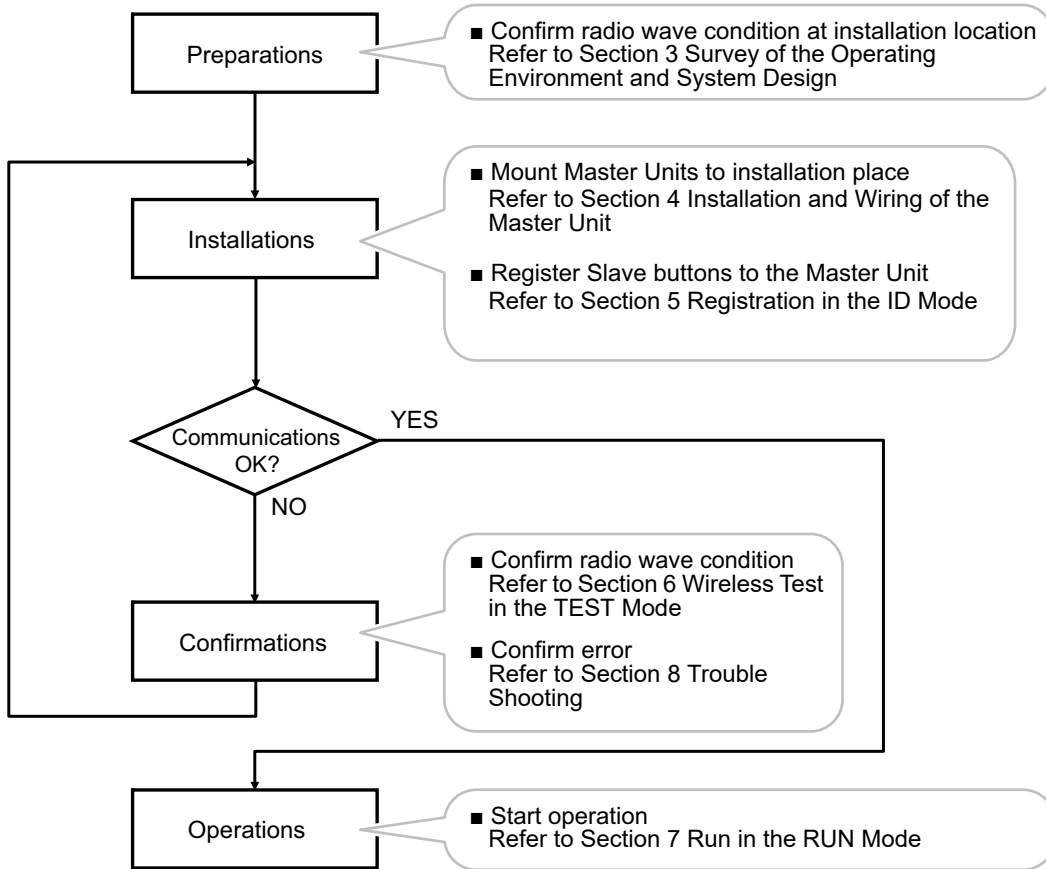 Preparations
■ Confirm radio wave condition at installation location
Refer to Section 3 Survey of the Operating
Environment and System Design
Installations
■ Mount Master Units to installation place
Refer to Section 4 Installation and Wiring of the
Master Unit
■ Register Slave buttons to the Master Unit
Refer to Section 5 Registration in the ID Mode
Communications
OK?
YES
NO
Confirmations
■ Confirm radio wave condition
Refer to Section 6 Wireless Test
in the TEST Mode
■ Confirm error
Refer to Section 8 Trouble
Shooting
Operations
■ Start operation
Refer to Section 7 Run in the RUN Mode